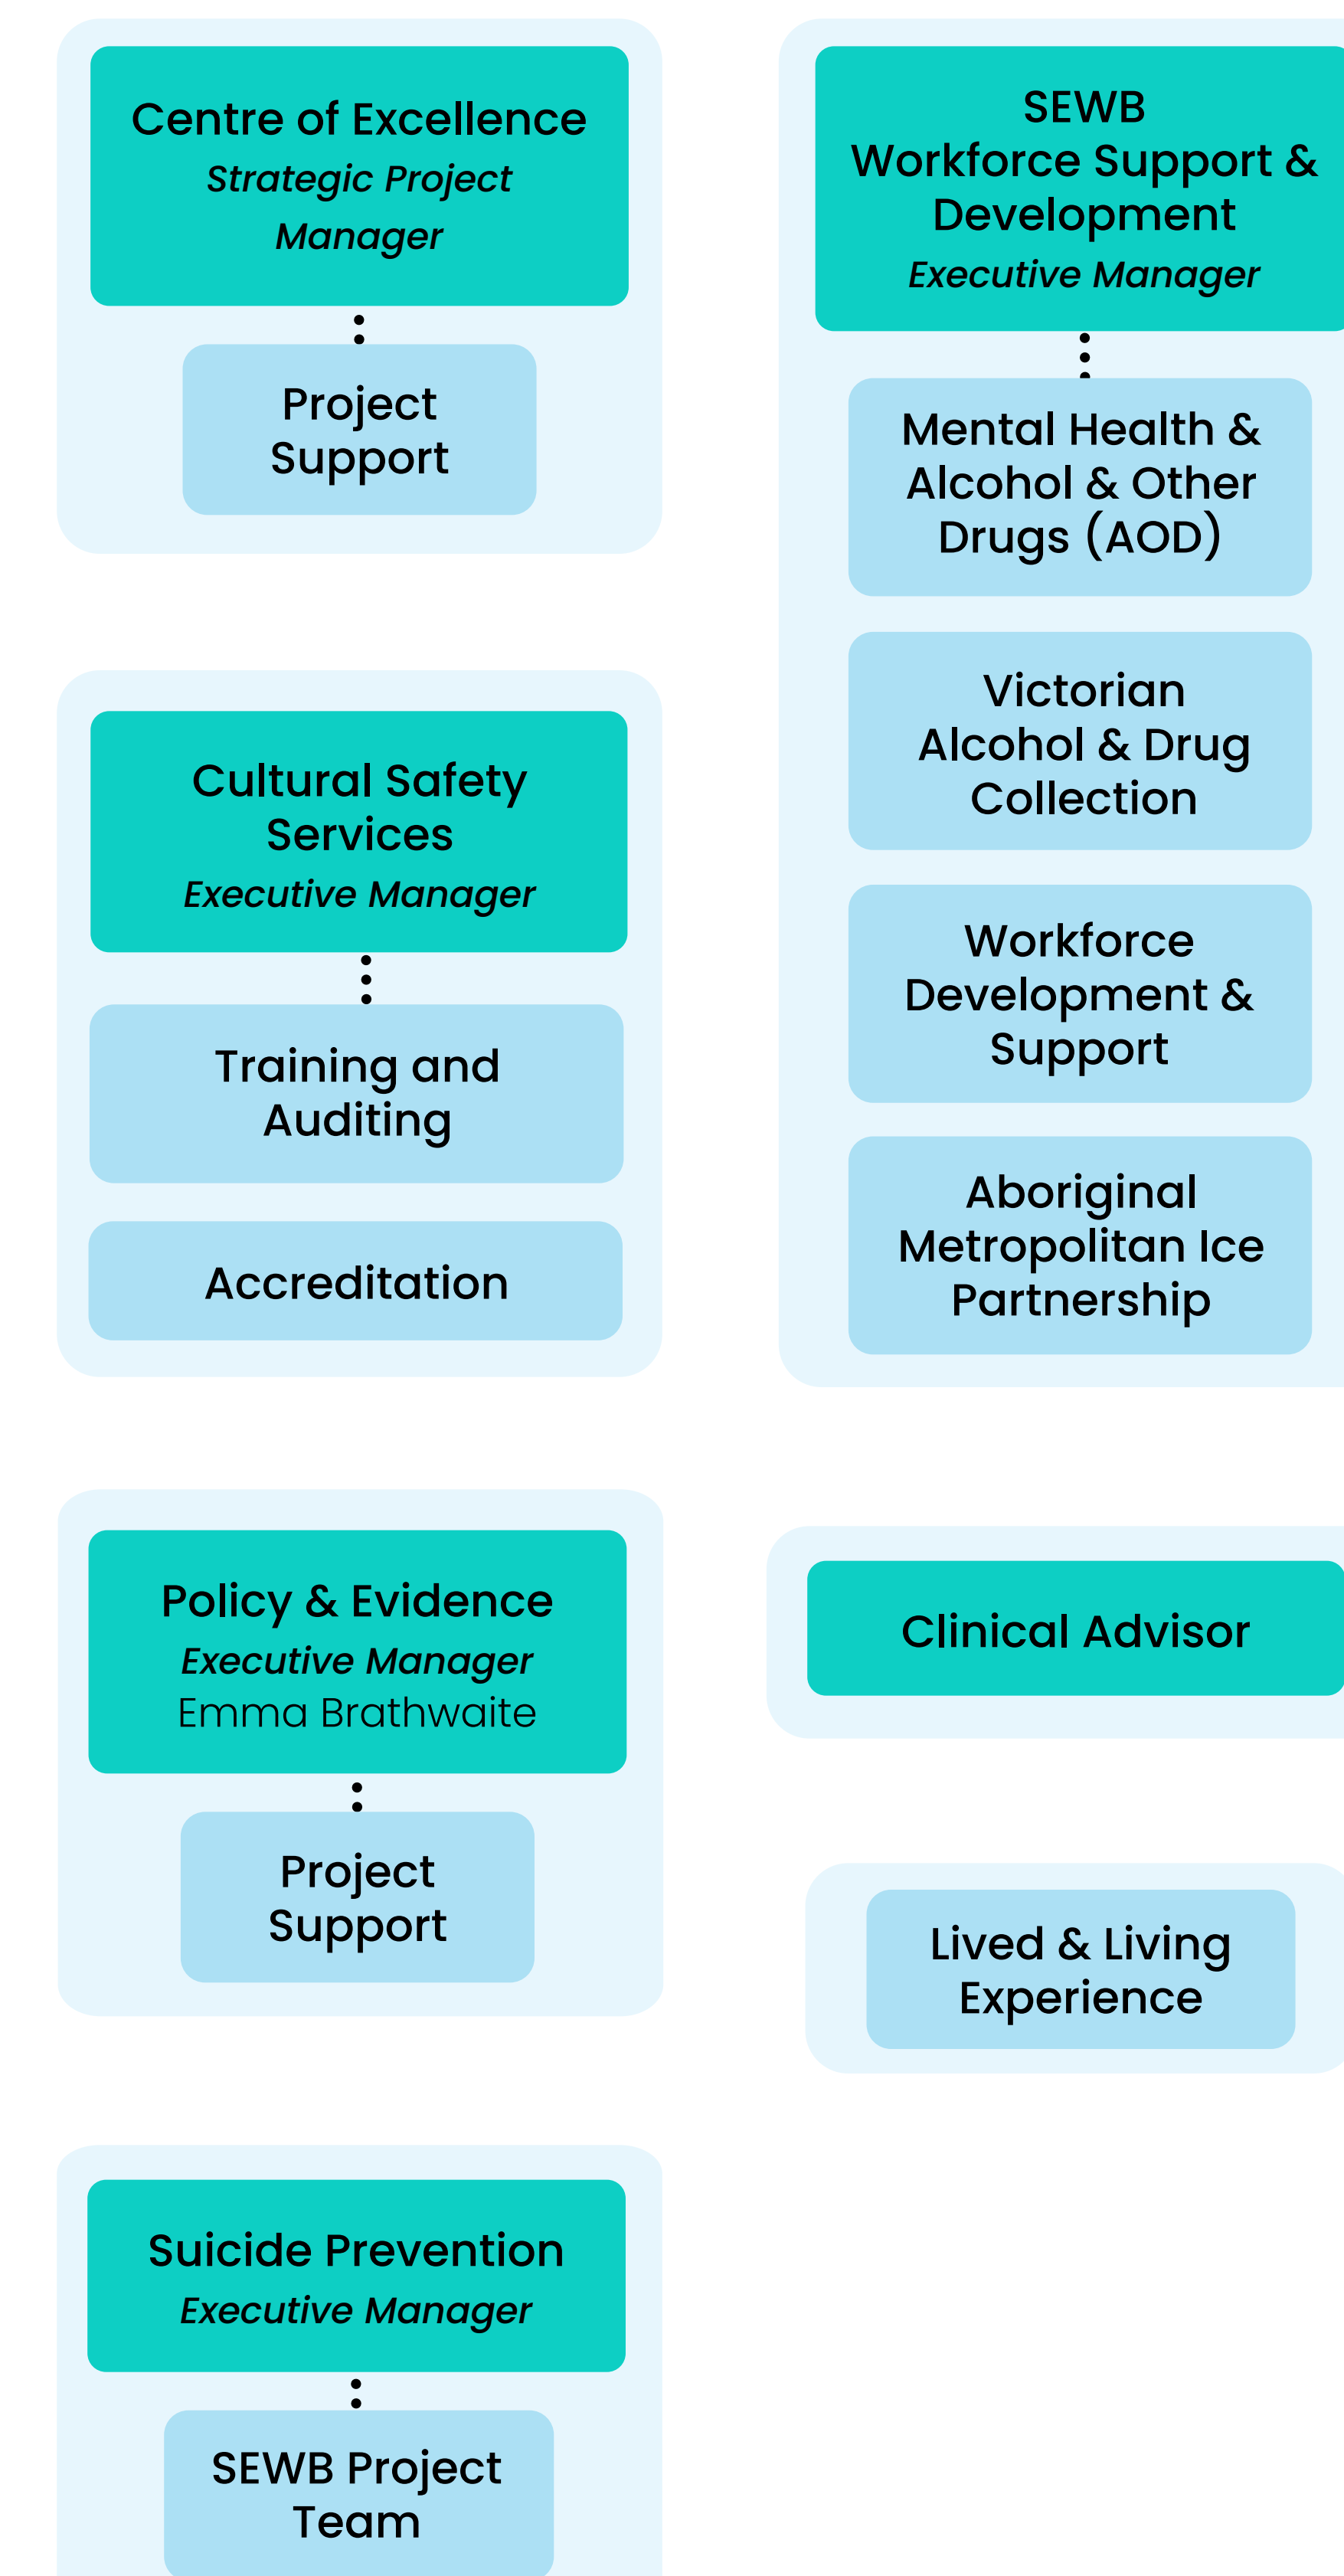 Centre of Excellence
Strategic Project
Manager
Project
Support
Cultural Safety
Services
Executive Manager
Training and
Auditing
Accreditation
Policy & Evidence
Executive Manager
Emma Brathwaite
Project
Support
Suicide Prevention
Executive Manager
SEWB Project
Team
SEWB
Workforce Support &
Development
Executive Manager
Mental Health &
Alcohol & Other
Drugs (AOD)
Victorian
Alcohol & Drug
Collection
Workforce
Development &
Support
Aboriginal
Metropolitan Ice
Partnership
Clinical Advisor
Lived & Living
Experience